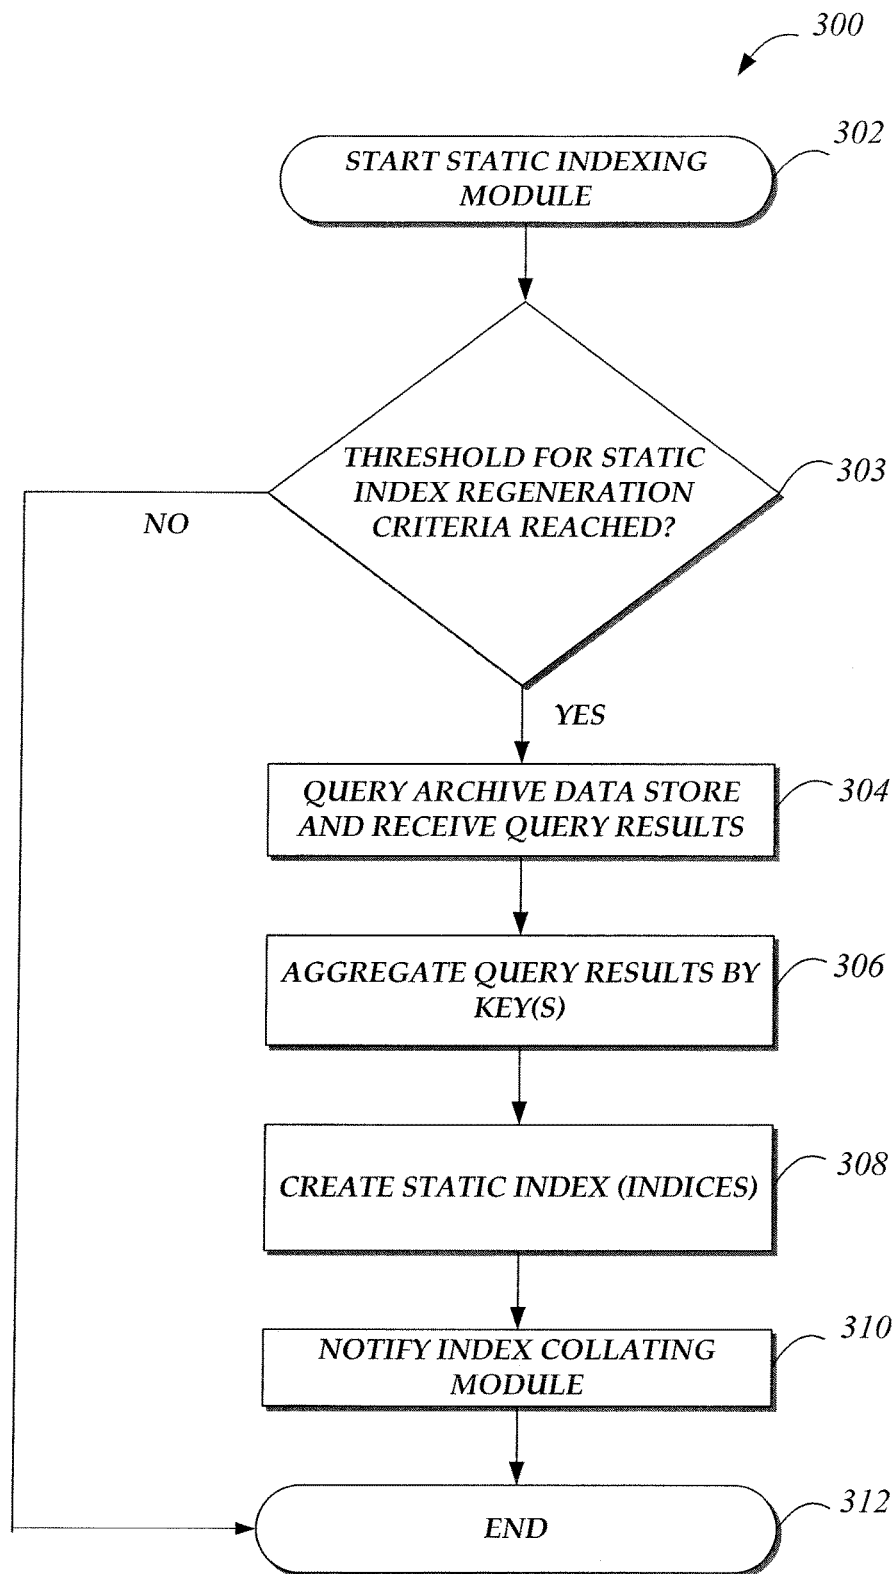 300
START STATIC INDEXING
MODULE
302
THRESHOLD FOR STATIC
INDEX REGENERATION
CRITERIA REACHED?
303
NO
YES
QUERY ARCHIVE DATA STORE
AND RECEIVE QUERY RESULTS
304
AGGREGATE QUERY RESULTS BY
KEY(S)
306
CREATE STATIC INDEX (INDICES)
308
NOTIFY INDEX COLLATING
MODULE
310
END
312